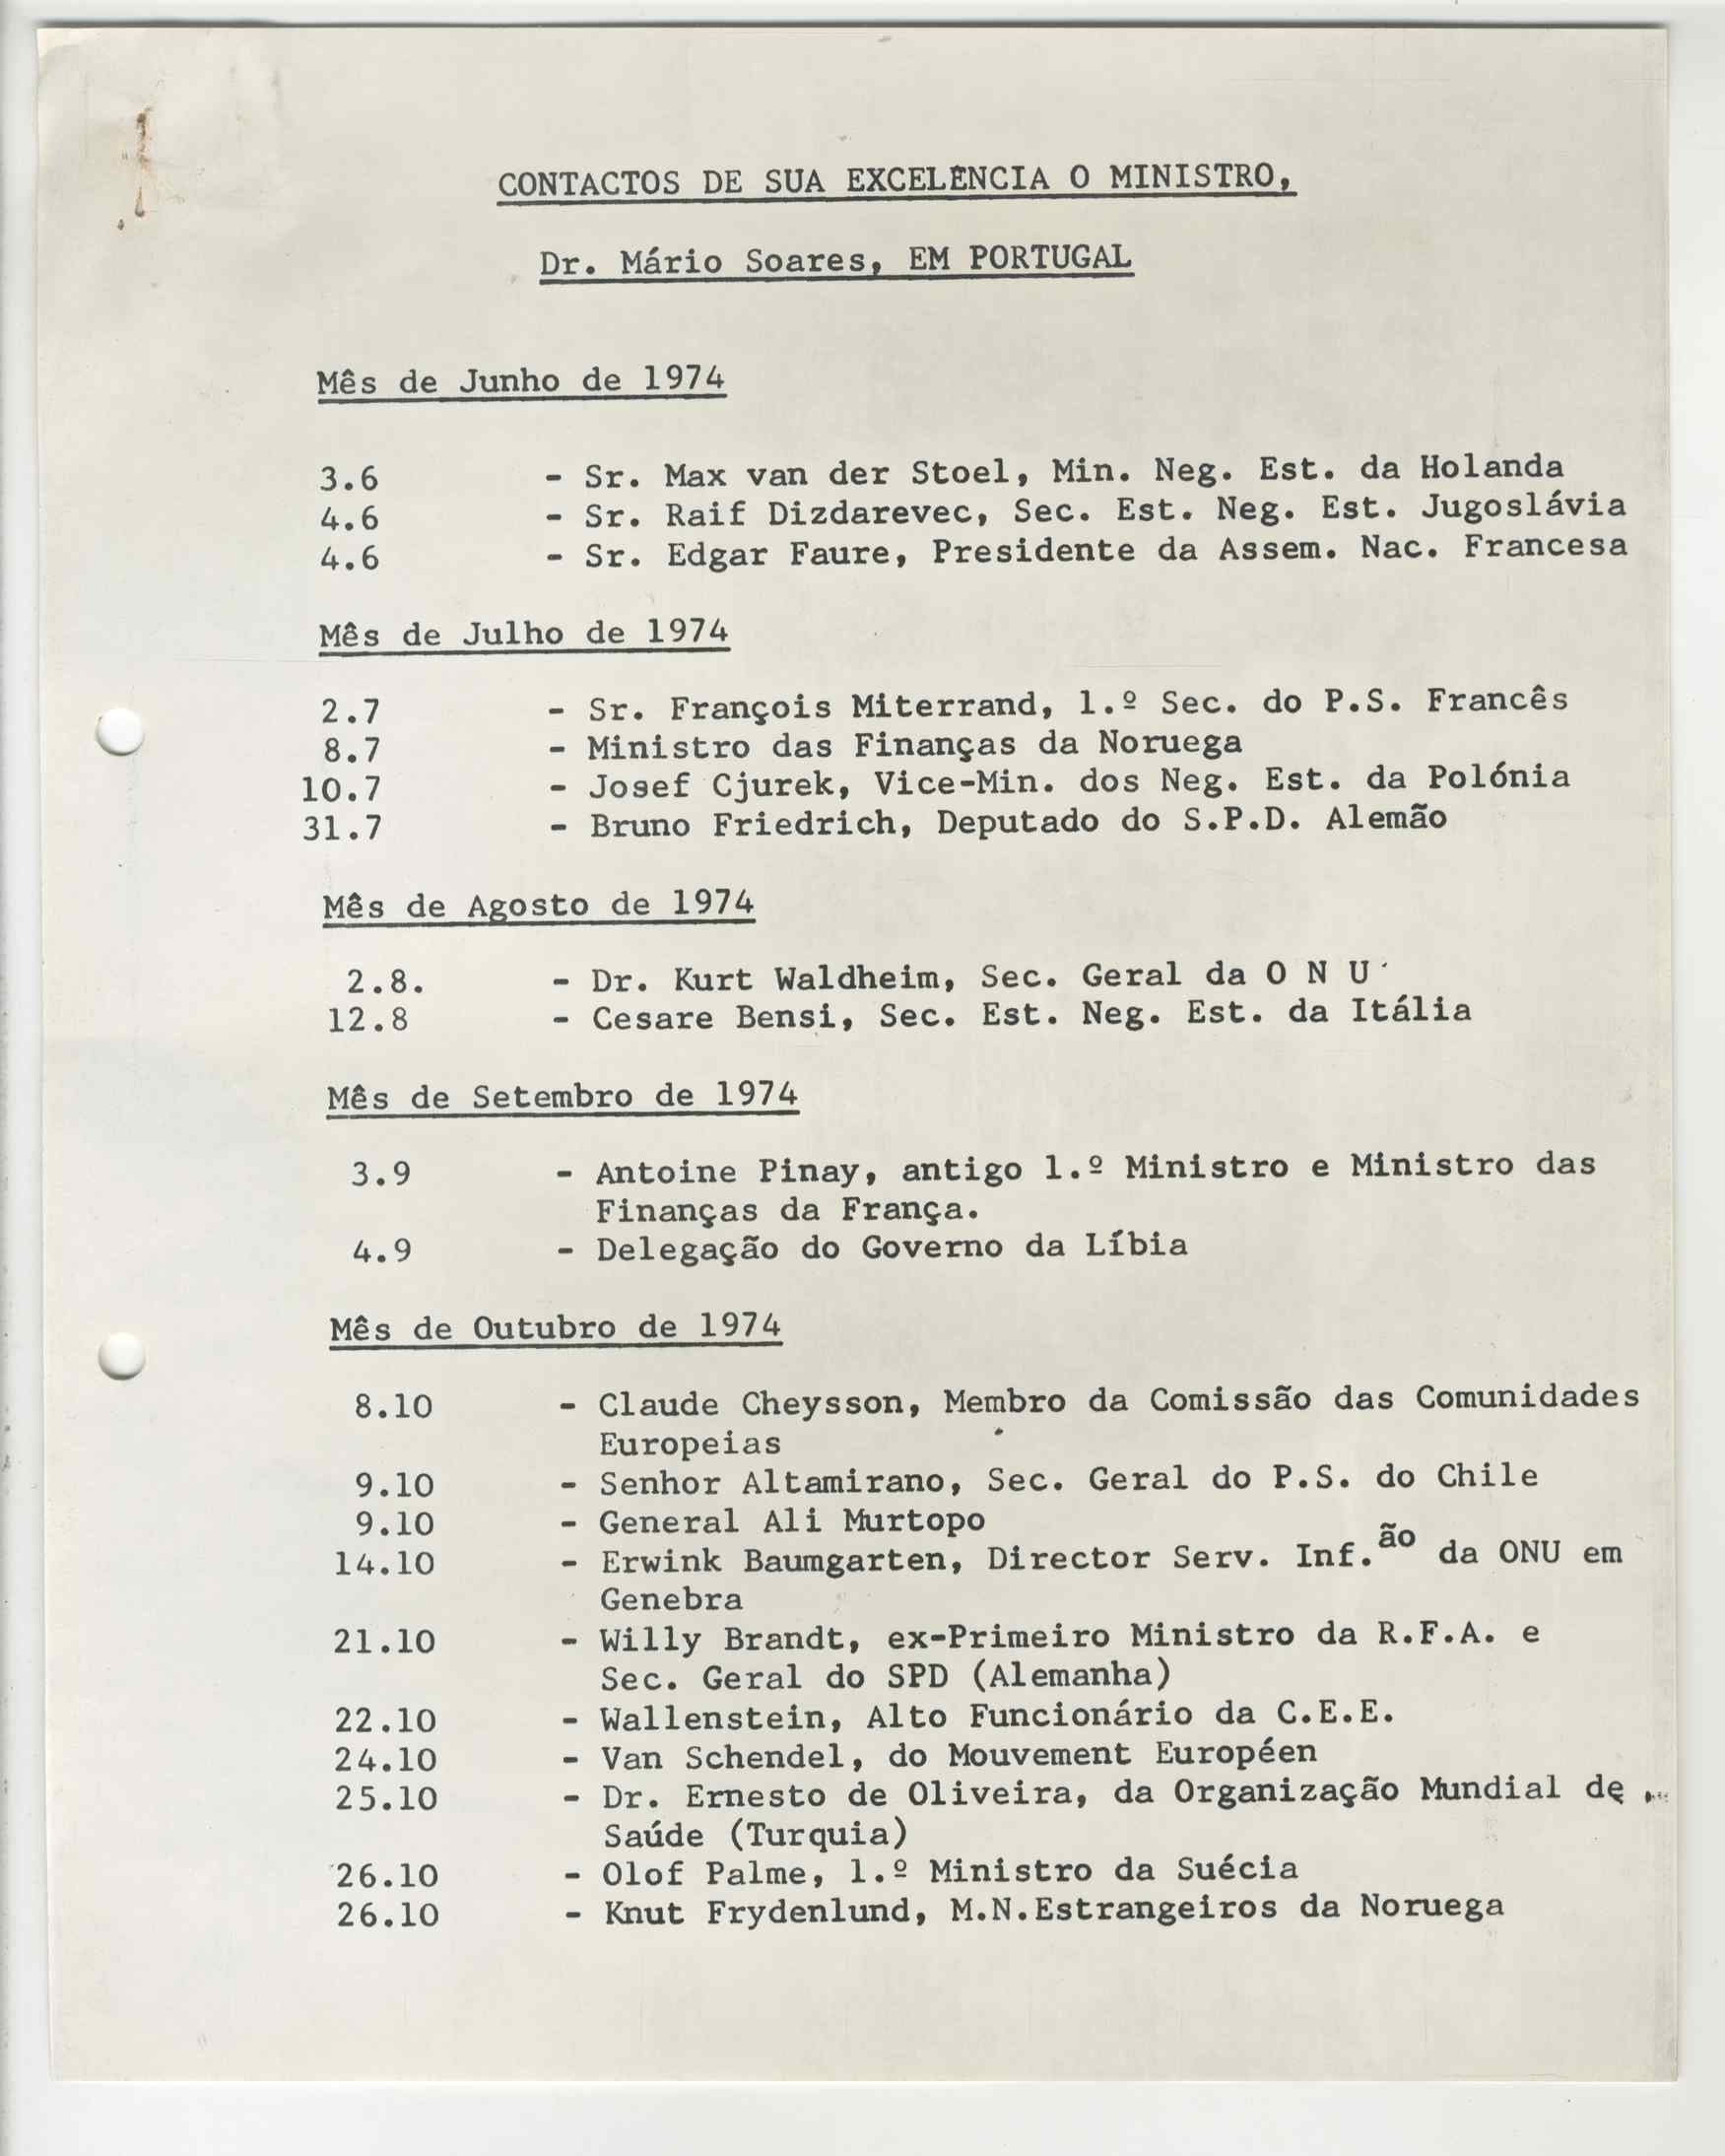 CONTACTOS DE SUA EXCELÊNCIA O MINISTRO,
Dr. Mário Soares, EM PORTUGAL
Mês de Junho de 1974
3.6 - Sr. Max van der Stoel, Min. Neg. Est. da Holanda
4.6 - Sr. Raif Dizdarevec, Sec. Est. Neg. Est. Jugoslávia
4.6 - Sr. Edgar Faure, Presidente da Assem. Nac. Francesa
Mês de Julho de 1974
2.7 - Sr. François Miterrand, 1.º Sec. do P.S. Francês
8.7 - Ministro das Finanças da Noruega
10.7 - Josef Cjurek, Vice-Min. dos Neg. Est. da Polónia
31.7 - Bruno Friedrich, Deputado do S.P.D. Alemão
Mês de Agosto de 1974
2.8. - Dr. Kurt Waldheim, Sec. Geral da O N U
12.8 - Cesare Bensi, Sec. Est. Neg. Est. da Itália
Mês de Setembro de 1974
3.9 - Antoine Pinay, antigo 1.º Ministro e Ministro das
Finanças da França.
4.9 - Delegação do Governo da Líbia
Mês de Outubro de 1974
8.10 - Claude Cheysson, Membro da Comissão das Comunidades
Europeias
9.10 - Senhor Altamirano, Sec. Geral do P.S. do Chile
9.10 - General Ali Murtopo
14.10 - Erwink Baumgarten, Director Serv. Inf.ão da ONU em
Genebra
21.10 - Willy Brandt, ex-Primeiro Ministro da R.F.A. e
Sec. Geral do SPD (Alemanha)
22.10 - Wallenstein, Alto Funcionário da C.E.E.
24.10 - Van Schendel, do Mouvement Européen
25.10 - Dr. Ernesto de Oliveira, da Organização Mundial de
Saúde (Turquia)
26.10 - Olof Palme, 1.º Ministro da Suécia
26.10 - Knut Frydenlund, M.N.Estrangeiros da Noruega